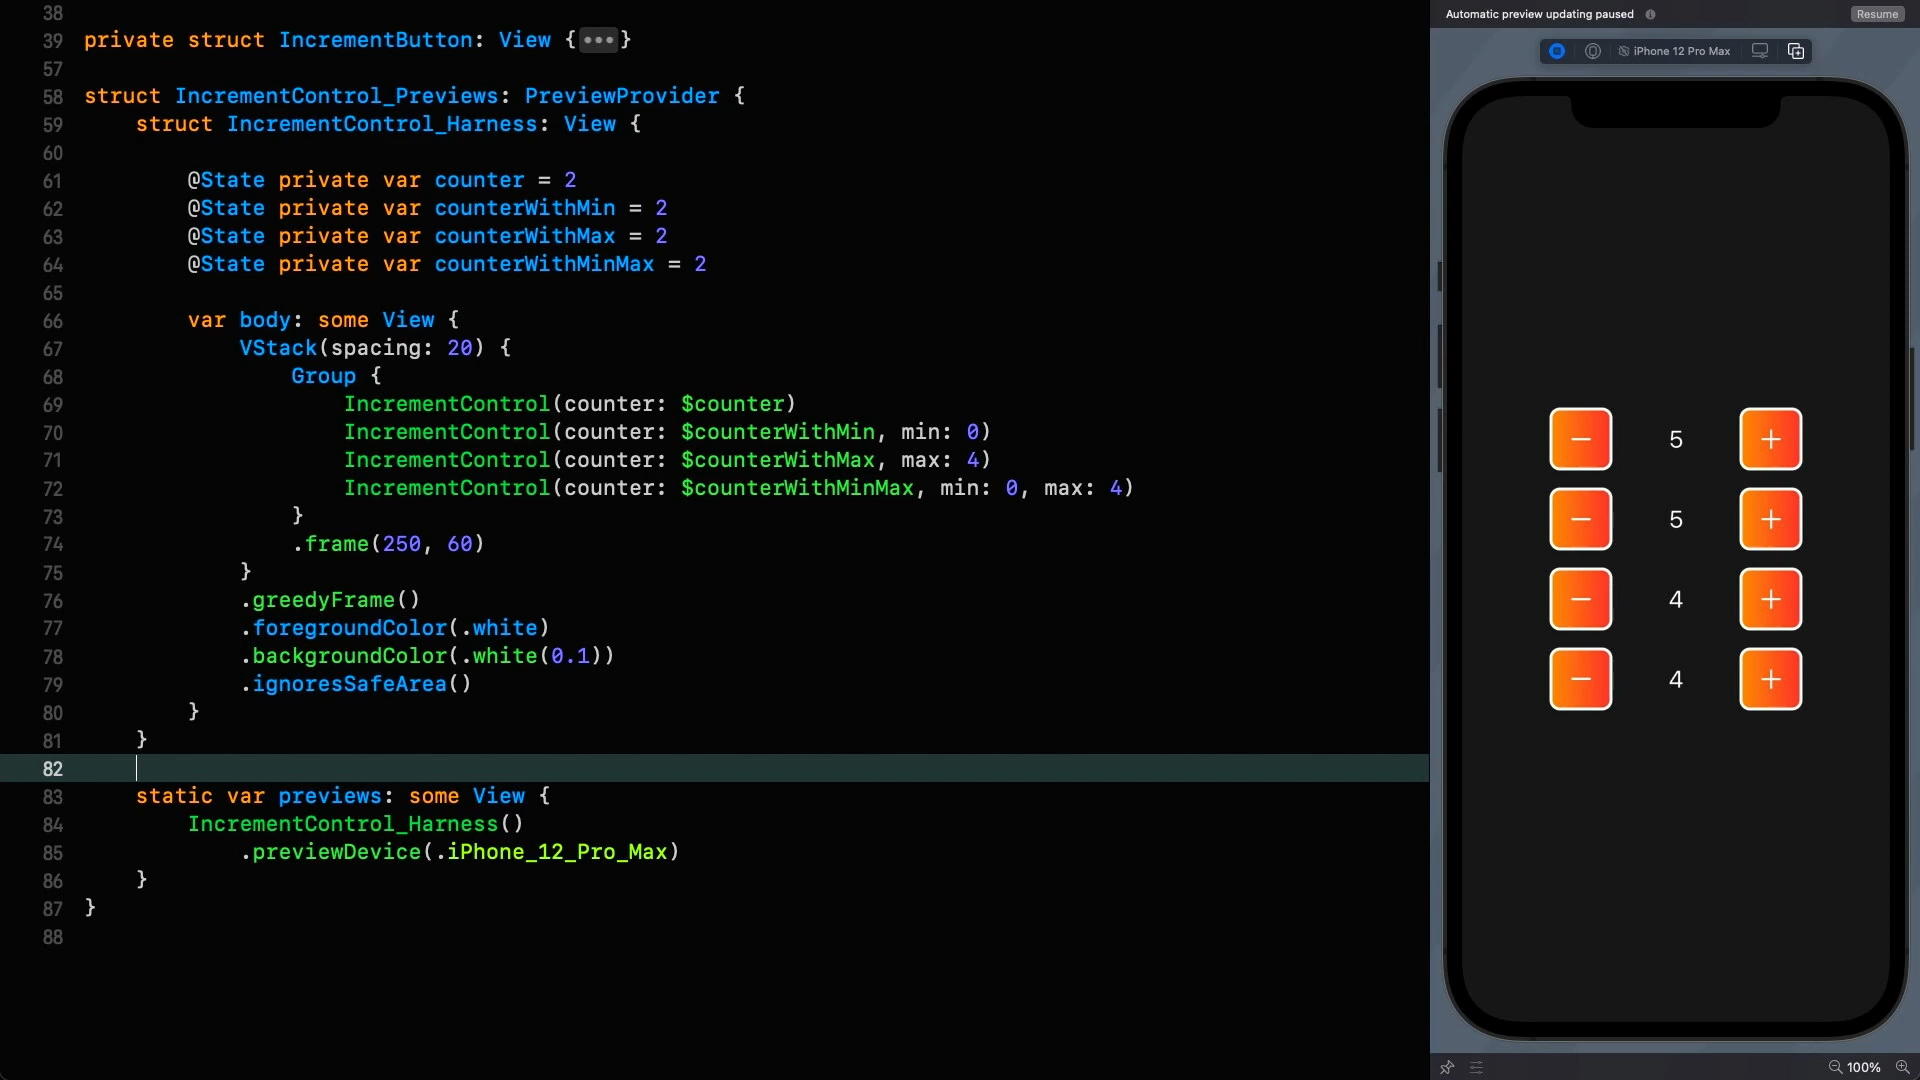 38
39 private struct IncrementButton: View {•••}
57
58 struct IncrementControl_Previews: PreviewProvider {
59     struct IncrementControl_Harness: View {
60
61         @State private var counter = 2
62         @State private var counterWithMin = 2
63         @State private var counterWithMax = 2
64         @State private var counterWithMinMax = 2
65
66         var body: some View {
67             VStack(spacing: 20) {
68                 Group {
69                     IncrementControl(counter: $counter)
70                     IncrementControl(counter: $counterWithMin, min: 0)
71                     IncrementControl(counter: $counterWithMax, max: 4)
72                     IncrementControl(counter: $counterWithMinMax, min: 0, max: 4)
73                 }
74                 .frame(250, 60)
75             }
76             .greedyFrame()
77             .foregroundColor(.white)
78             .backgroundColor(.white(0.1))
79             .ignoresSafeArea()
80         }
81     }
82
83     static var previews: some View {
84         IncrementControl_Harness()
85             .previewDevice(.iPhone_12_Pro_Max)
86     }
87 }
88
Automatic preview updating paused
Resume
iPhone 12 Pro Max
− 5 +
− 5 +
− 4 +
− 4 +
100%